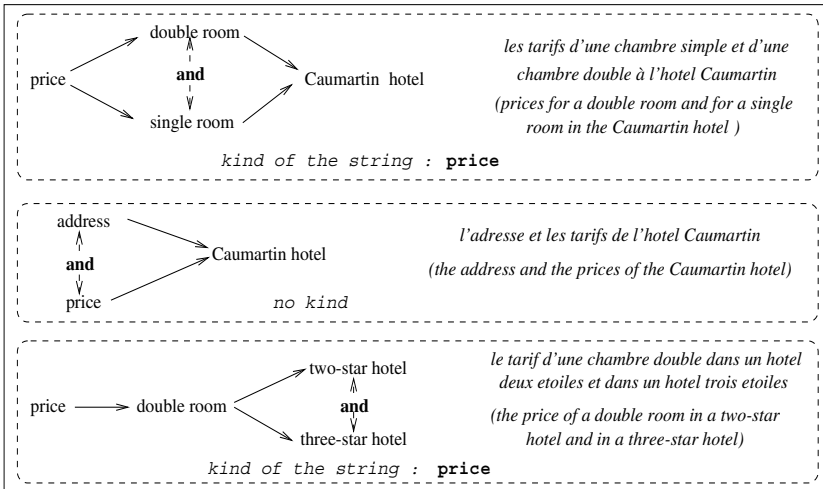 double room
price
and
Caumartin hotel
single room
les tarifs d'une chambre simple et d'une
chambre double à l'hotel Caumartin
(prices for a double room and for a single
room in the Caumartin hotel )
kind of the string : price
address
and
price
Caumartin hotel
l'adresse et les tarifs de l'hotel Caumartin
(the address and the prices of the Caumartin hotel)
no kind
two-star hotel
price
double room
and
three-star hotel
le tarif d'une chambre double dans un hotel
deux etoiles et dans un hotel trois etoiles
(the price of a double room in a two-star
hotel and in a three-star hotel)
kind of the string : price